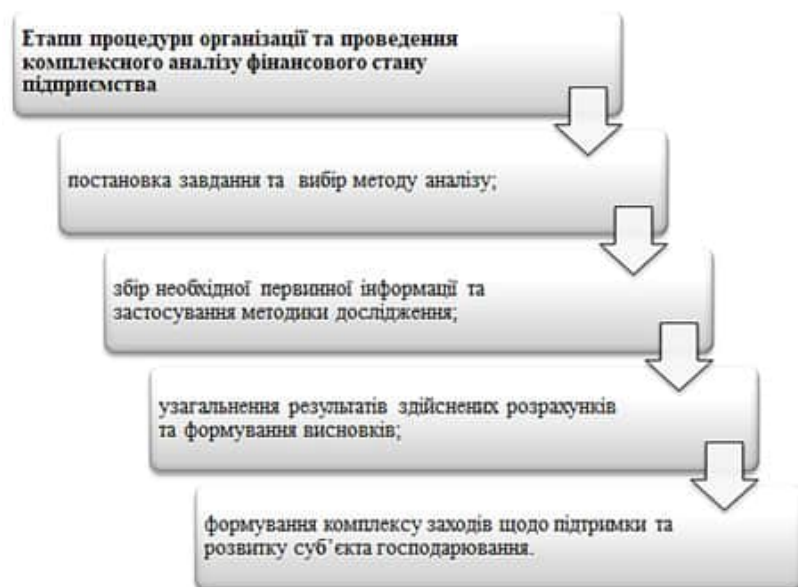 Етапи процедури організації та проведення
комплексного аналізу фінансового стану
підприємства
постановка завдання та вибір методу аналізу;
збір необхідної первинної інформації та
застосування методики дослідження;
узагальнення результатів здійснених розрахунків
та формування висновків;
формування комплексу заходів щодо підтримки та
розвитку суб’єкта господарювання.